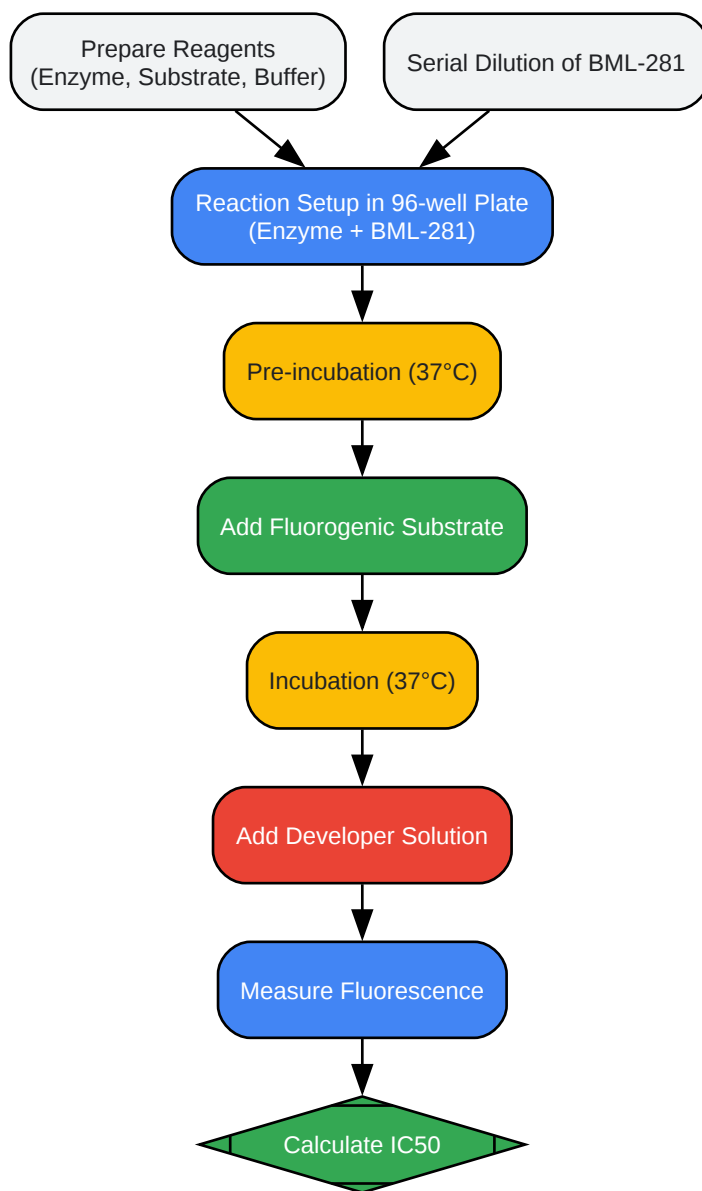 Prepare Reagents
(Enzyme, Substrate, Buffer)
Serial Dilution of BML-281
Reaction Setup in 96-well Plate
(Enzyme + BML-281)
Pre-incubation (37°C)
Add Fluorogenic Substrate
Incubation (37°C)
Add Developer Solution
Measure Fluorescence
Calculate IC50